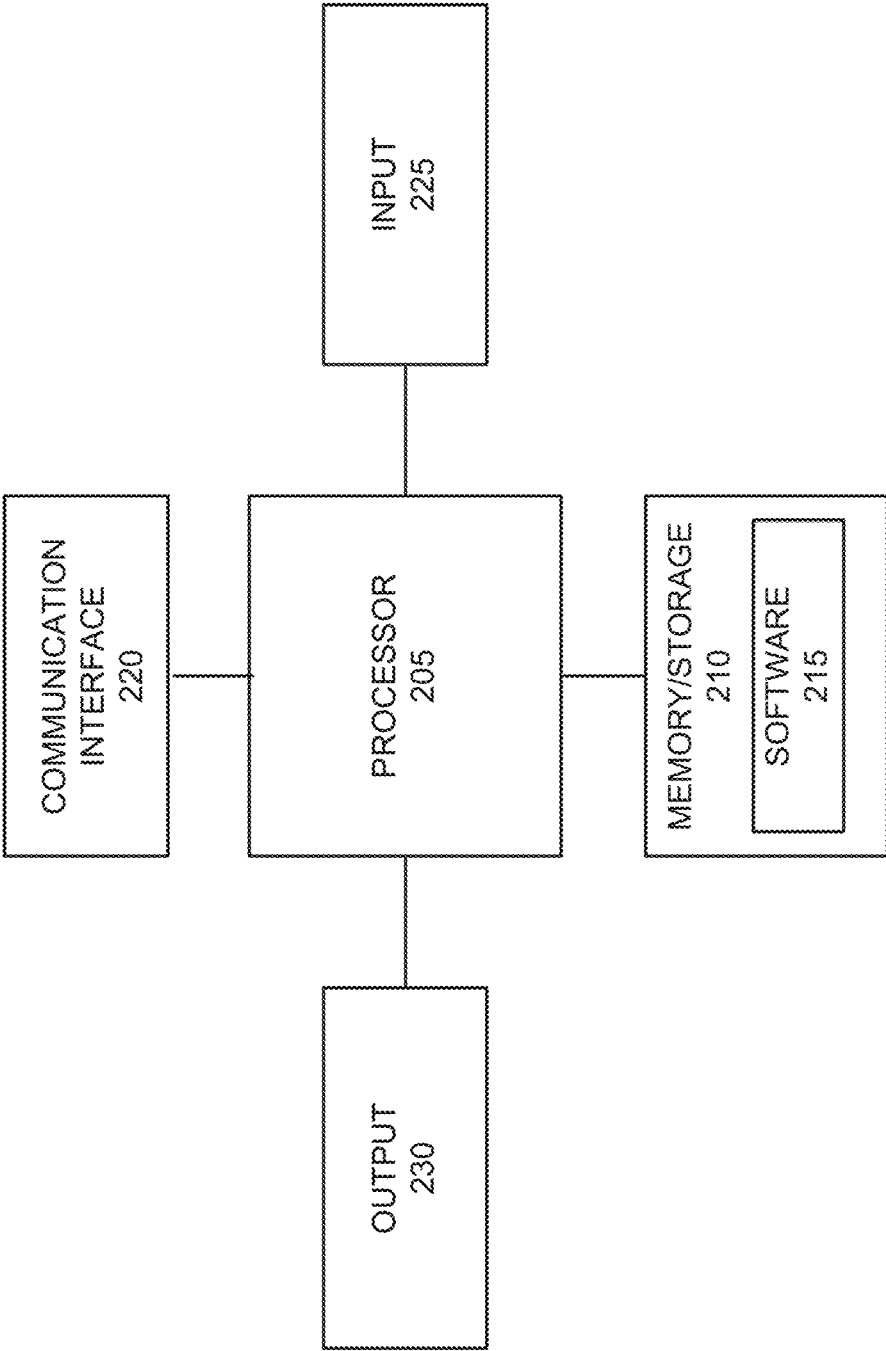 COMMUNICATION
INTERFACE
220
OUTPUT
230
PROCESSOR
205
INPUT
225
MEMORY/STORAGE
210
SOFTWARE
215